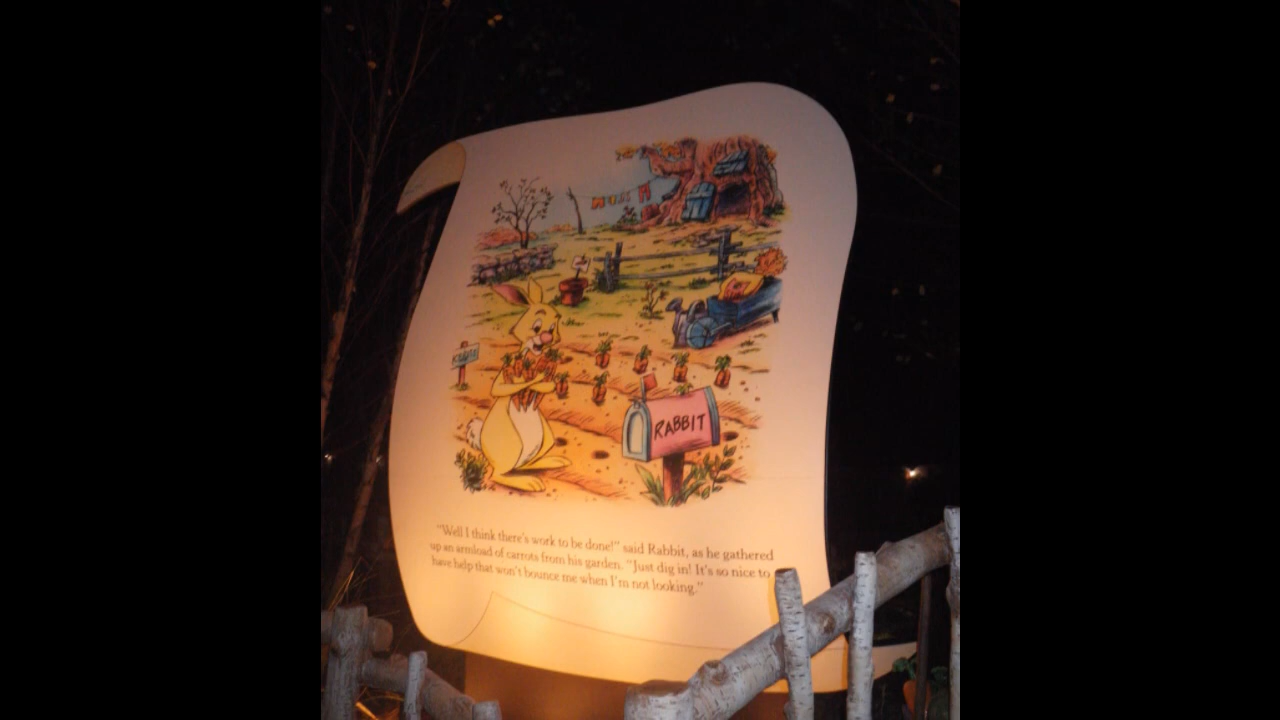 RABBIT
"Well I think there's work to be done!" said Rabbit, as he gathered
up an armload of carrots from his garden. "Just dig in! It's so nice to
have help that won't bounce me when I'm not looking."